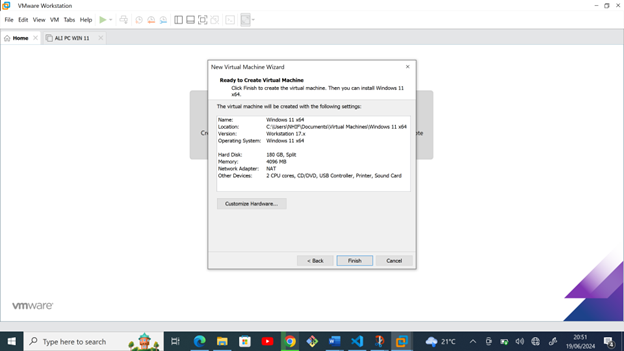 VMware Workstation
File Edit View VM Tabs Help
Home
ALI PC WIN 11
New Virtual Machine Wizard
Ready to Create Virtual Machine
Click Finish to create the virtual machine. Then you can install Windows 11
x64.
The virtual machine will be created with the following settings:
Name: Windows 11 x64
Location: C:\Users\NHIF\Documents\Virtual Machines\Windows 11 x64
Version: Workstation 17.x
Operating System: Windows 11 x64
Hard Disk: 180 GB, Split
Memory: 4096 MB
Network Adapter: NAT
Other Devices: 2 CPU cores, CD/DVD, USB Controller, Printer, Sound Card
Customize Hardware...
< Back
Finish
Cancel
vmware
Type here to search
21°C
20:51
19/06/2024